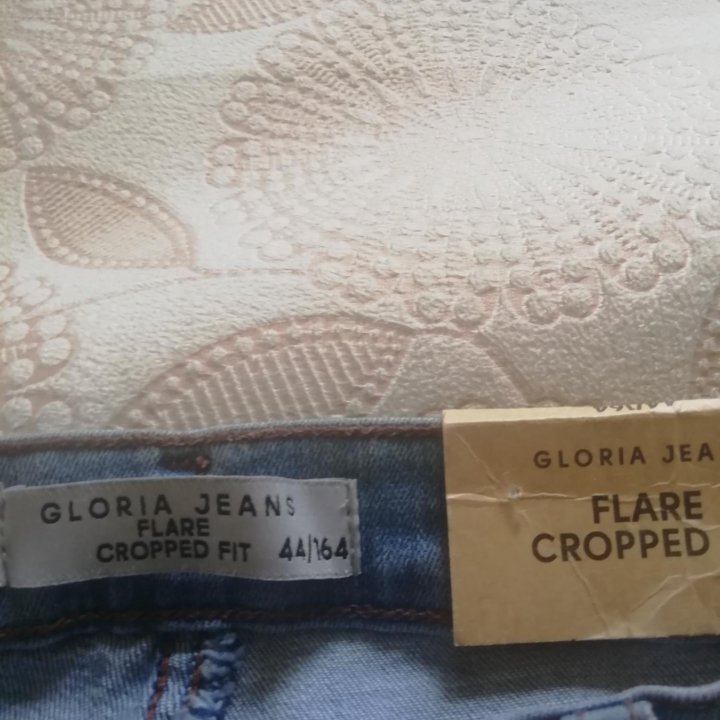 GLORIA JEANS
FLARE
CROPPED FIT 44/164
GLORIA JEA
FLARE
CROPPED